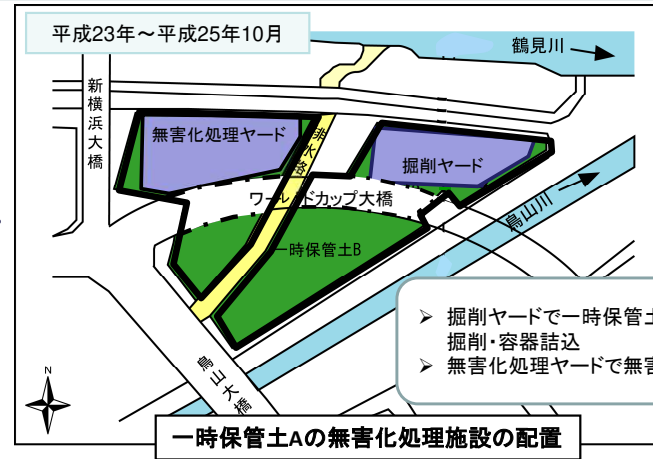 平成23年～平成25年10月
鶴見川
新横浜大橋
無害化処理ヤード
排水路
掘削ヤード
ワールドカップ大橋
鳥山川
一時保管土B
➢ 掘削ヤードで一時保管土
掘削・容器詰込
➢ 無害化処理ヤードで無害
鳥山大橋
N
一時保管土Aの無害化処理施設の配置